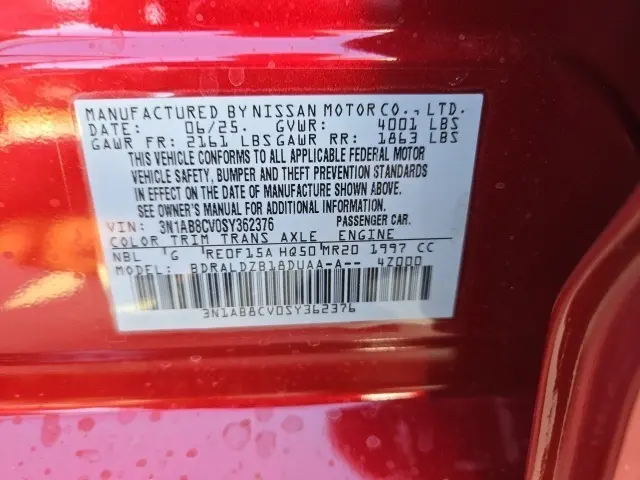 MANUFACTURED BY NISSAN MOTOR CO., LTD.
DATE: 06/25. GVWR: 4001 LBS
GAWR FR: 2161 LBS GAWR RR: 1863 LBS
THIS VEHICLE CONFORMS TO ALL APPLICABLE FEDERAL MOTOR
VEHICLE SAFETY, BUMPER AND THEFT PREVENTION STANDARDS
IN EFFECT ON THE DATE OF MANUFACTURE SHOWN ABOVE.
SEE OWNER'S MANUAL FOR ADDITIONAL INFORMATION.
VIN: 3N1AB8CV0SY362376 PASSENGER CAR.
COLOR TRIM TRANS AXLE ENGINE
NBL G RE0F15A HQ50 MR20 1997 CC
MODEL: BDRALDZB18DUAA-A-- 4Z000
3N1AB8CV0SY362376